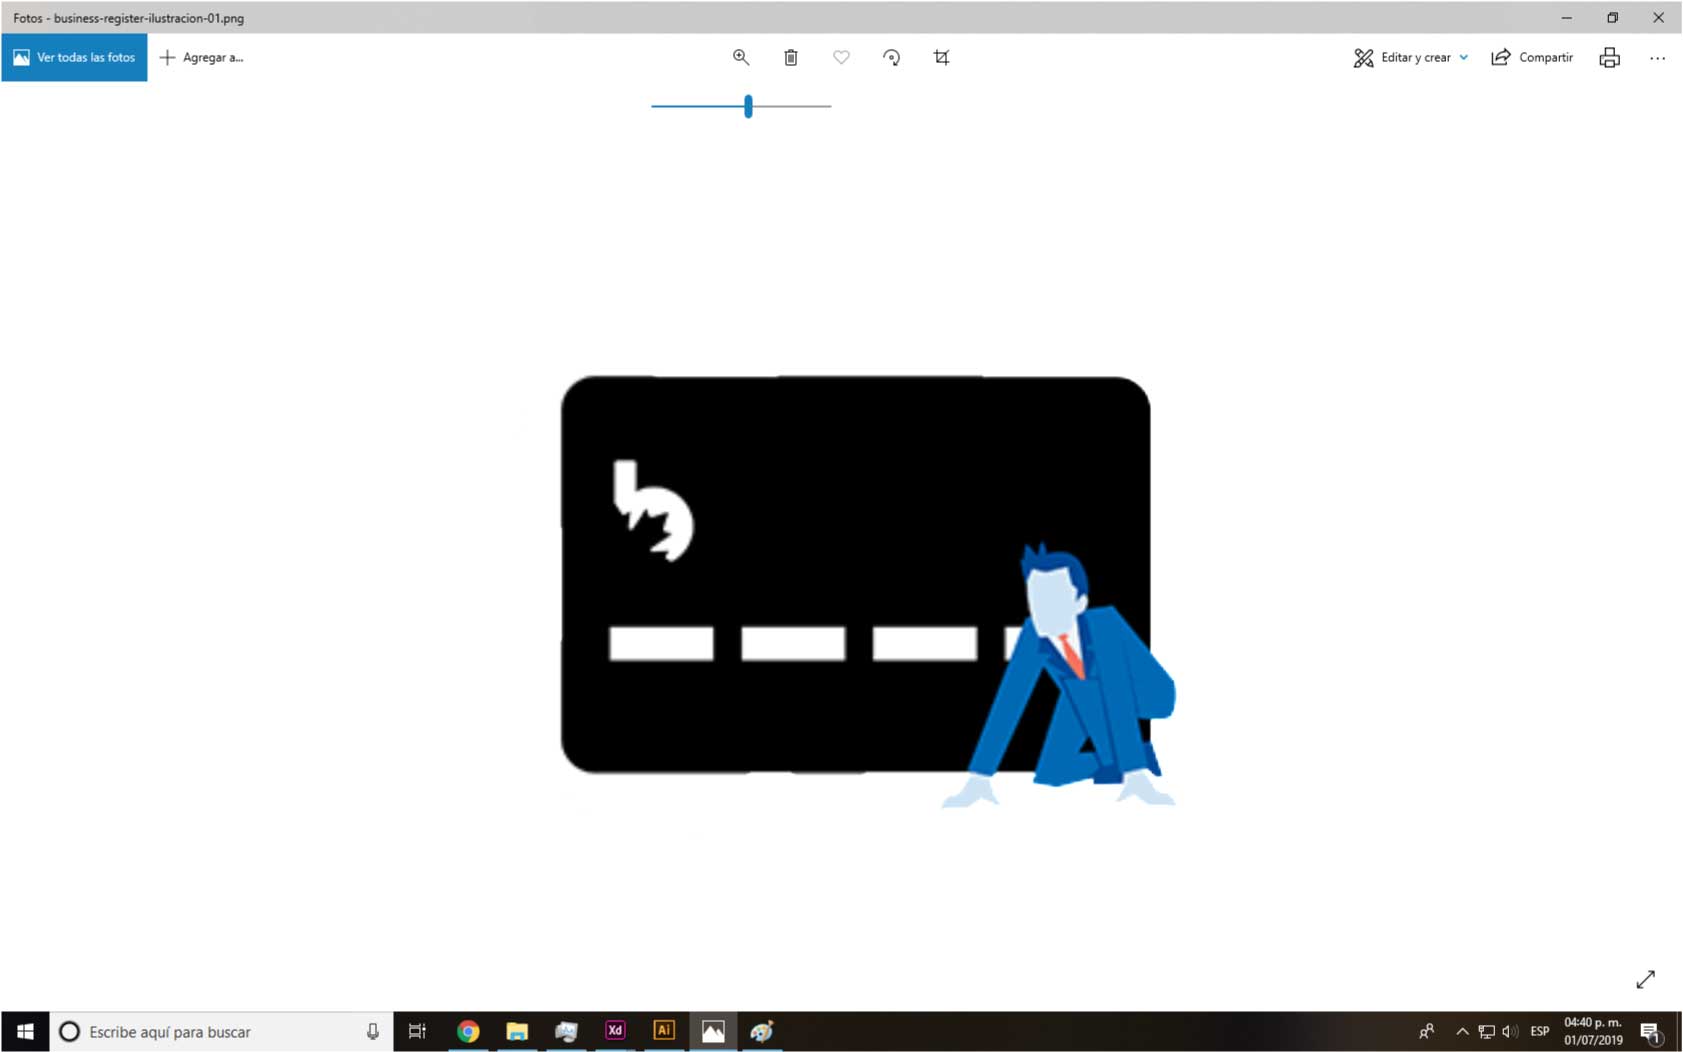 Fotos - business-register-ilustracion-01.png
Ver todas las fotos
Agregar a...
Editar y crear
Compartir
Escribe aquí para buscar
Xd
Ai
ESP
04:40 p. m.
01/07/2019
1